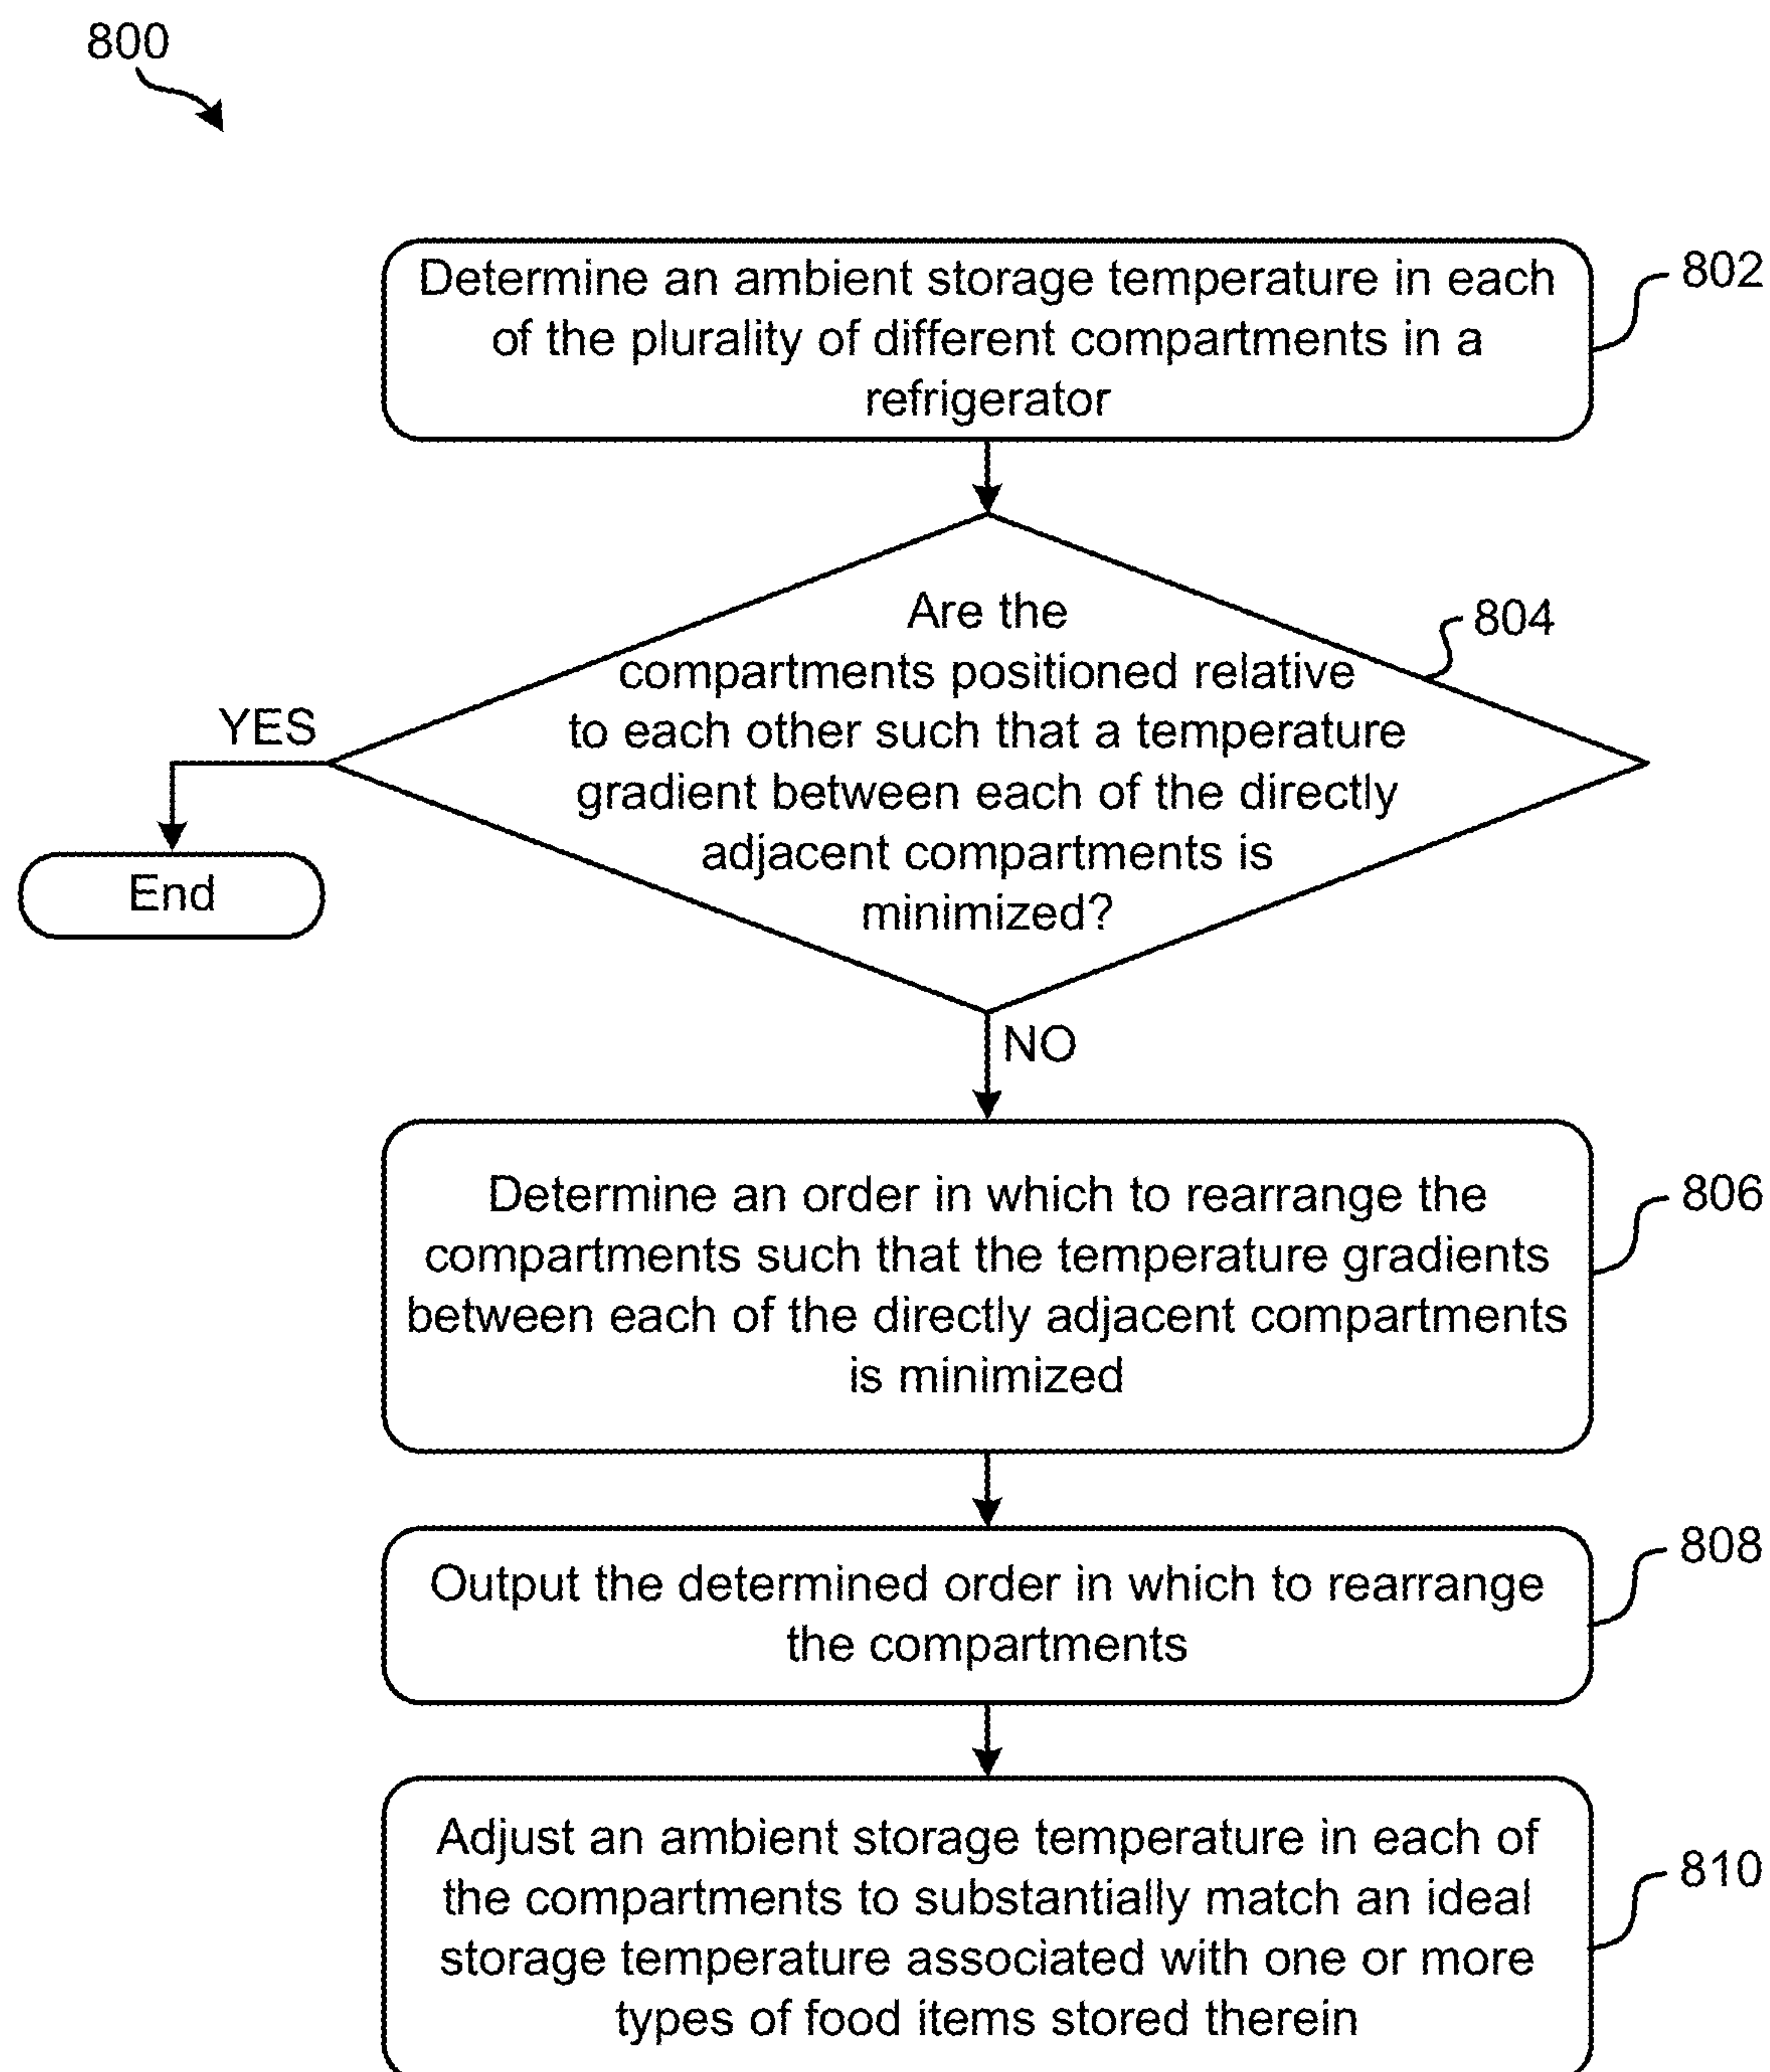 800
Determine an ambient storage temperature in each
of the plurality of different compartments in a
refrigerator
802
Are the
compartments positioned relative
to each other such that a temperature
gradient between each of the directly
adjacent compartments is
minimized?
804
YES
End
NO
Determine an order in which to rearrange the
compartments such that the temperature gradients
between each of the directly adjacent compartments
is minimized
806
Output the determined order in which to rearrange
the compartments
808
Adjust an ambient storage temperature in each of
the compartments to substantially match an ideal
storage temperature associated with one or more
types of food items stored therein
810